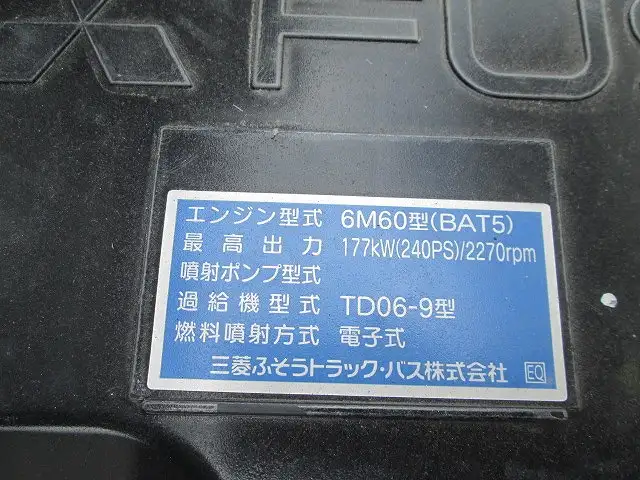 FUS
エンジン型式 6M60型(BAT5)
最高出力 177kW(240PS)/2270rpm
噴射ポンプ型式
過給機型式 TD06-9型
燃料噴射方式 電子式
三菱ふそうトラック・バス株式会社 EQ